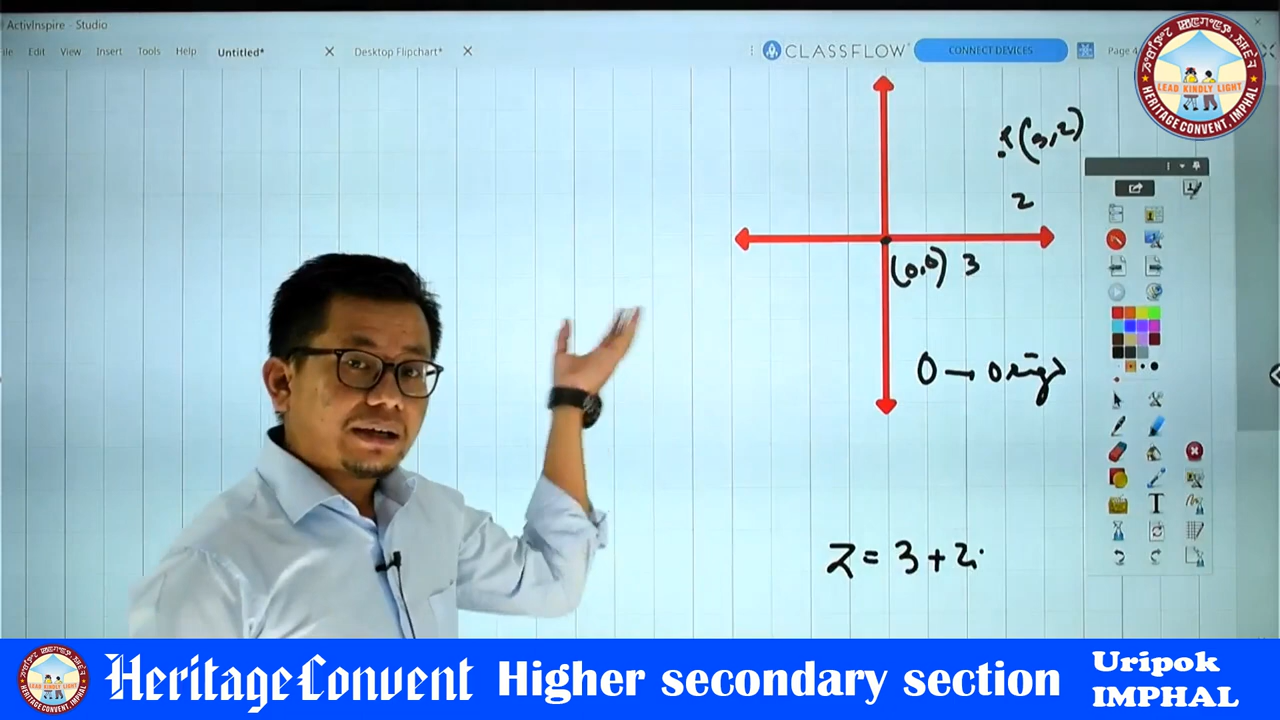 ActivInspire - Studio
File Edit View Insert Tools Help Untitled* Desktop Flipchart*
CLASSFLOW CONNECT DEVICES Page
LEAD KINDLY LIGHT
HERITAGE CONVENT, IMPHAL
(3,2)
2
(0,0) 3
O → origin
Z = 3 + 2i
T
Heritage Convent Higher secondary section Uripok
IMPHAL